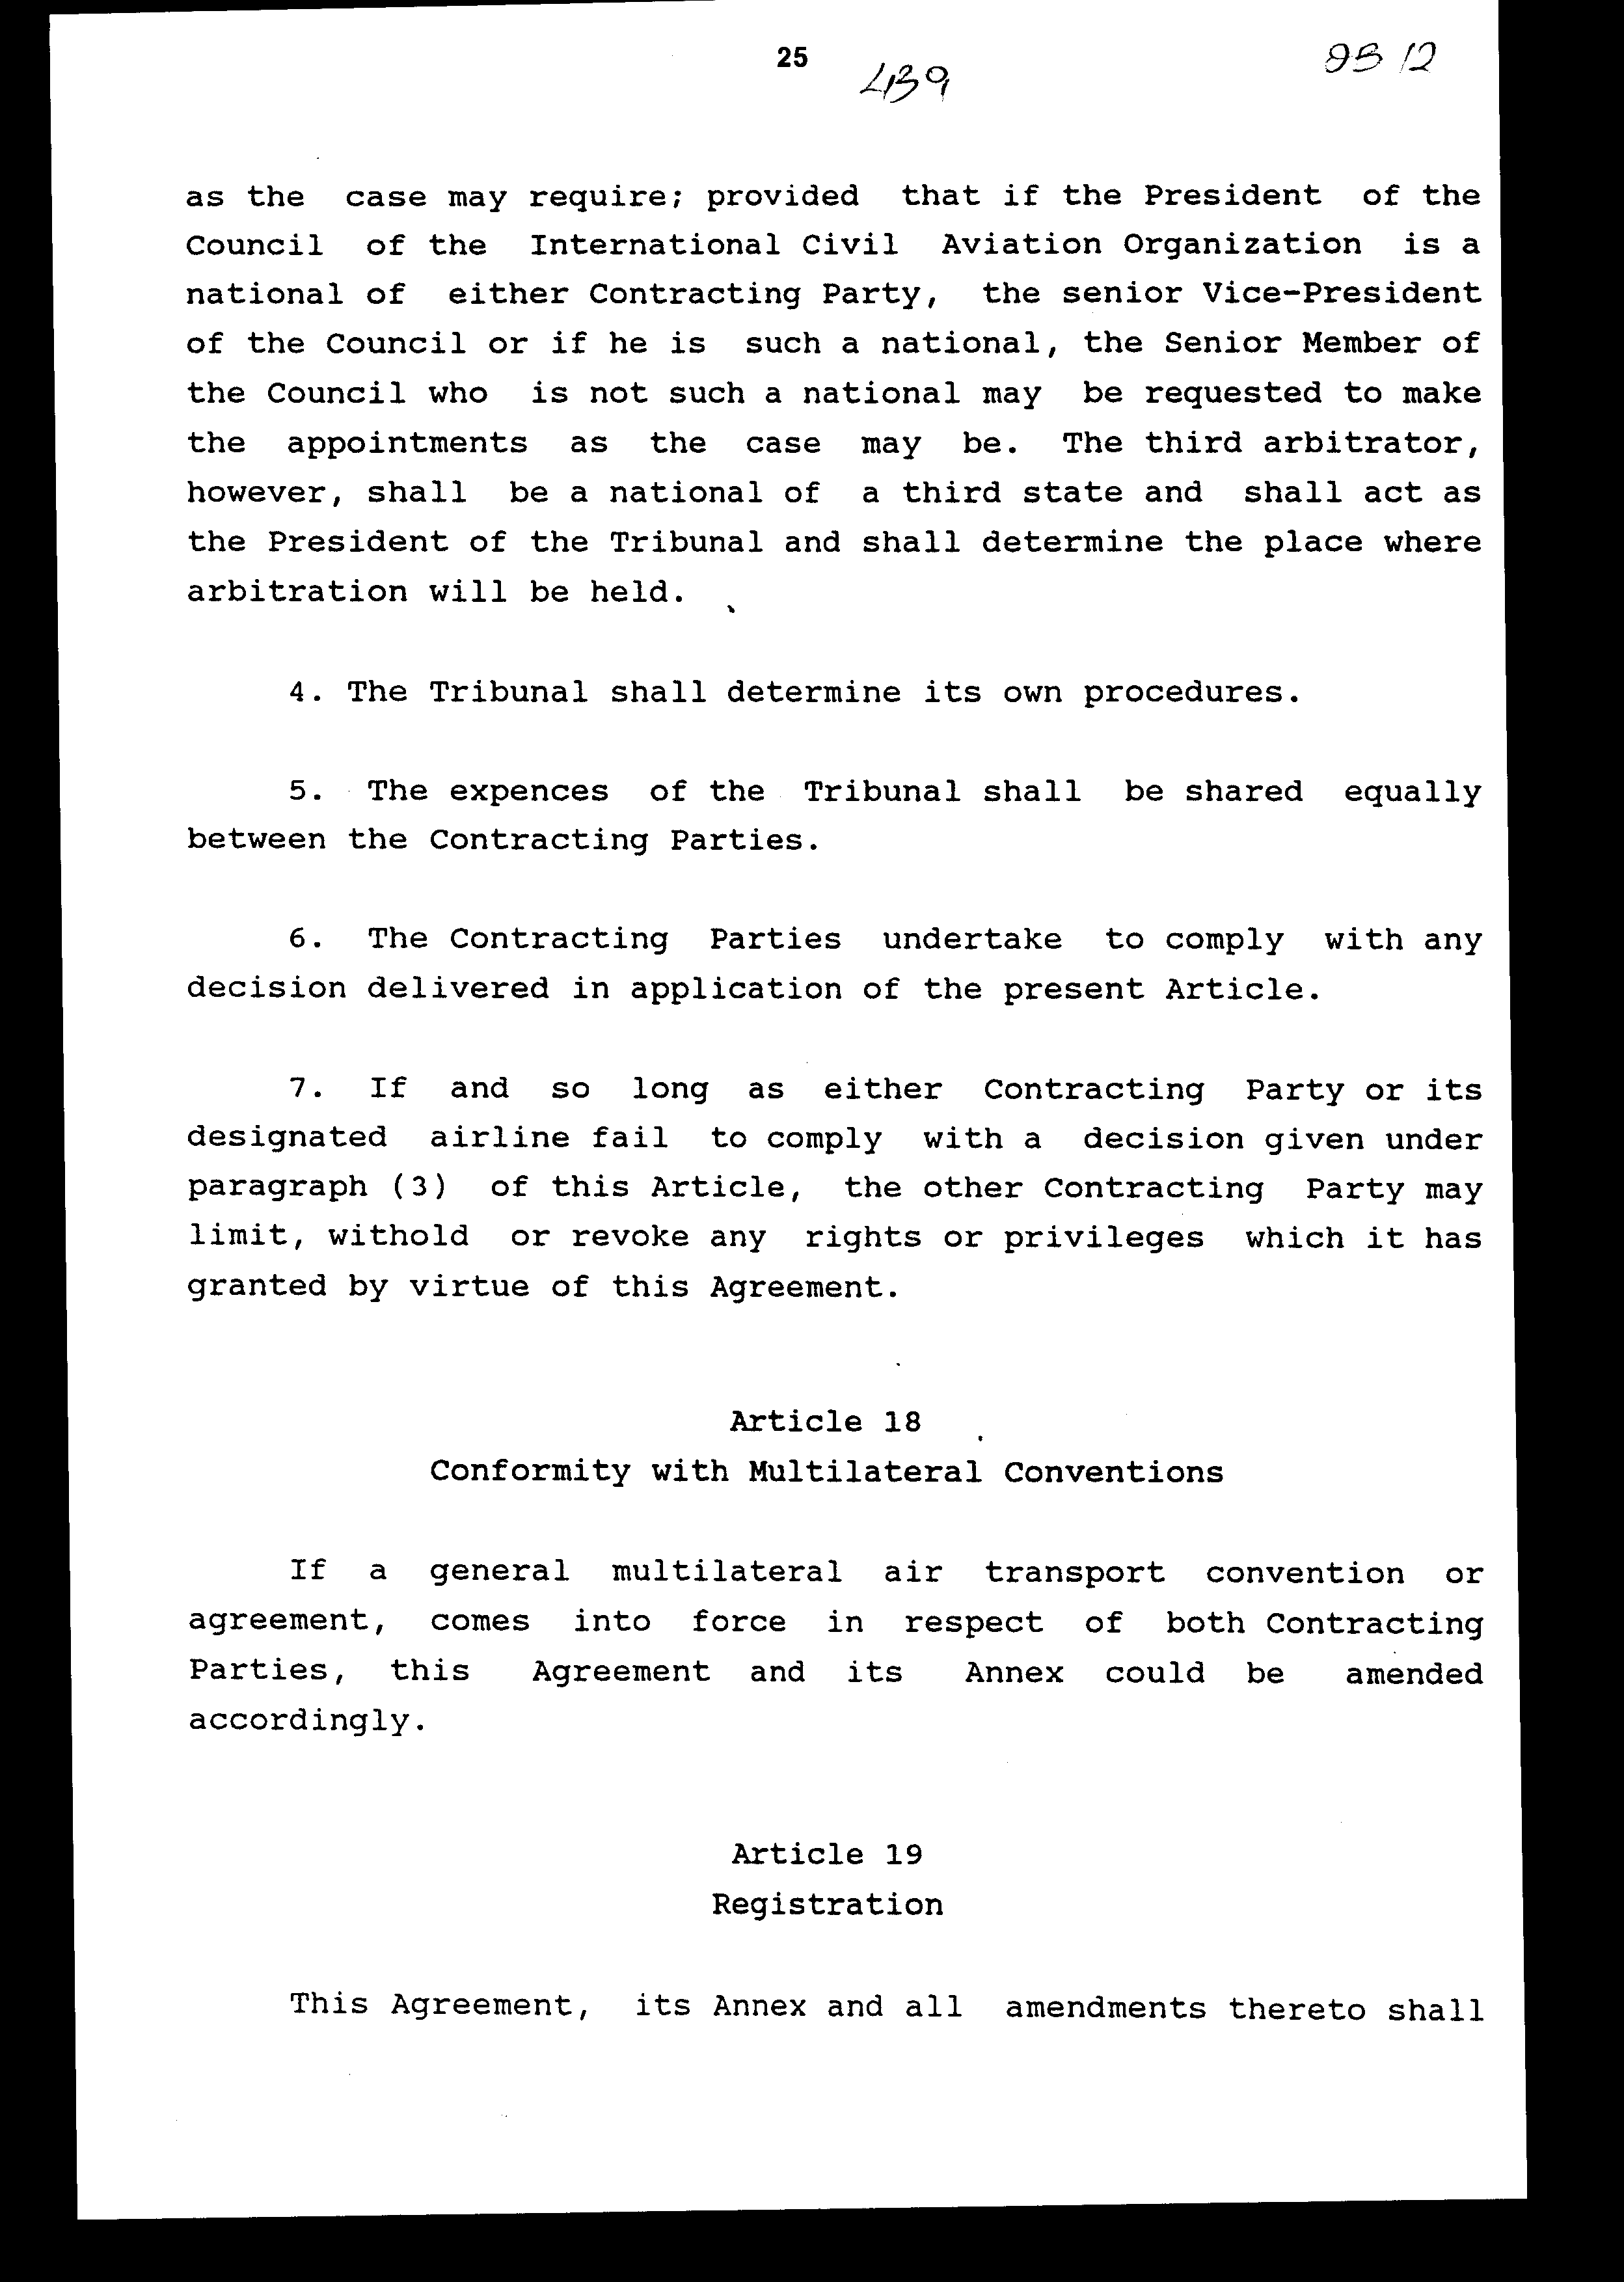 25
439
9512
as the case may require; provided that if the President of the
Council of the International Civil Aviation Organization is a
national of either Contracting Party, the senior Vice-President
of the Council or if he is such a national, the Senior Member of
the Council who is not such a national may be requested to make
the appointments as the case may be. The third arbitrator,
however, shall be a national of a third state and shall act as
the President of the Tribunal and shall determine the place where
arbitration will be held.
4. The Tribunal shall determine its own procedures.
5. The expences of the Tribunal shall be shared equally
between the Contracting Parties.
6. The Contracting Parties undertake to comply with any
decision delivered in application of the present Article.
7. If and so long as either Contracting Party or its
designated airline fail to comply with a decision given under
paragraph (3) of this Article, the other Contracting Party may
limit, withold or revoke any rights or privileges which it has
granted by virtue of this Agreement.
Article 18
Conformity with Multilateral Conventions
If a general multilateral air transport convention or
agreement, comes into force in respect of both Contracting
Parties, this Agreement and its Annex could be amended
accordingly.
Article 19
Registration
This Agreement, its Annex and all amendments thereto shall